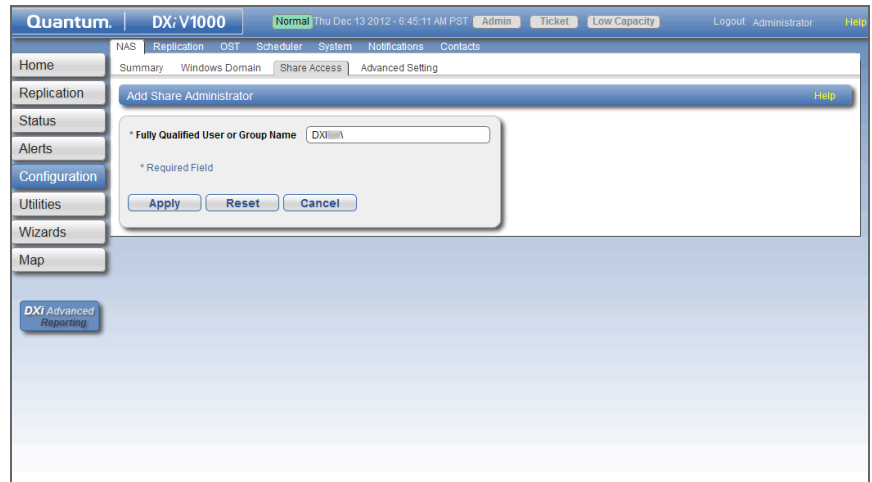 Quantum. DXi V1000 Normal Thu Dec 13 2012 - 6:45:11 AM PST Admin Ticket Low Capacity Logout Administrator Help
NAS Replication OST Scheduler System Notifications Contacts
Summary Windows Domain Share Access Advanced Setting
Home
Replication
Status
Alerts
Configuration
Utilities
Wizards
Map
DXi Advanced
Reporting
Add Share Administrator Help
* Fully Qualified User or Group Name
* Required Field
Apply Reset Cancel